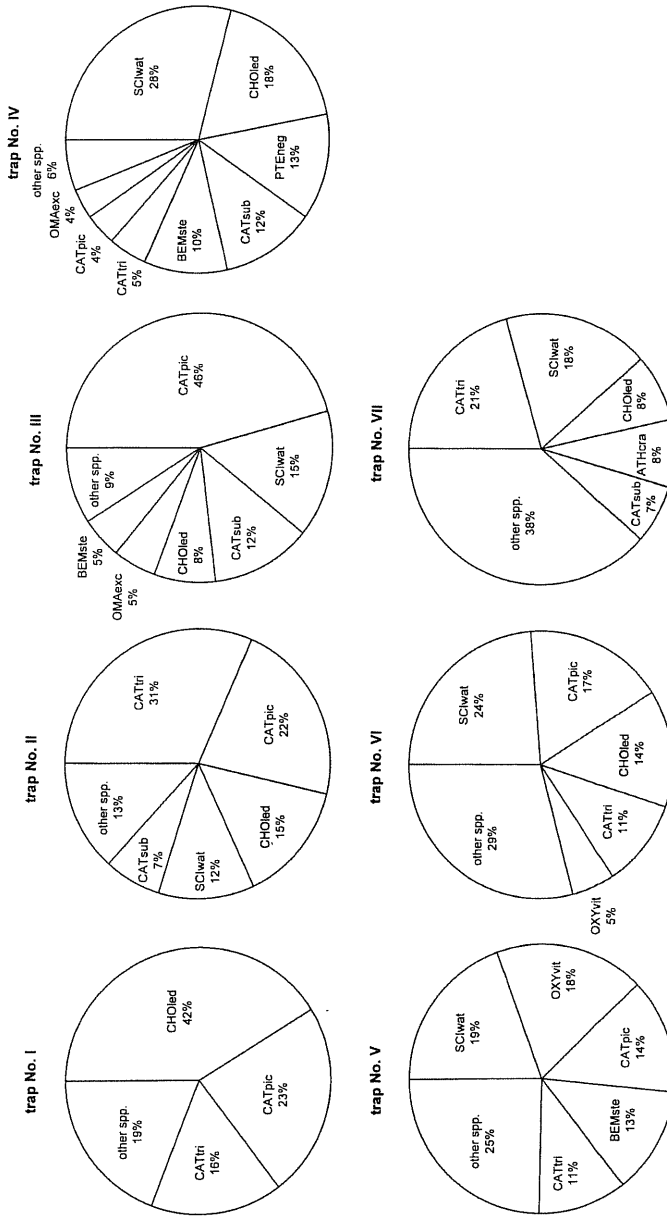 trap No. I
CHOled
42%
CATpic
23%
CATtri
16%
other spp.
19%
trap No. II
CATtri
31%
CATpic
22%
CHOled
15%
SCIwat
12%
CATsub
7%
other spp.
13%
trap No. III
CATpic
46%
SCIwat
15%
CATsub
12%
CHOled
8%
OMAexc
5%
BEMste
5%
other spp.
9%
trap No. IV
SCIwat
28%
CHOled
18%
PTEneg
13%
CATsub
12%
BEMste
10%
CATtri
5%
CATpic
4%
OMAexc
4%
other spp.
6%
trap No. V
SCIwat
19%
OXYvit
18%
CATpic
14%
BEMste
13%
CATtri
11%
other spp.
25%
trap No. VI
SCIwat
24%
CATpic
17%
CHOled
14%
CATtri
11%
OXYvit
5%
other spp.
29%
trap No. VII
CATtri
21%
SCIwat
18%
CHOled
8%
ATHcra
8%
CATsub
7%
other spp.
38%